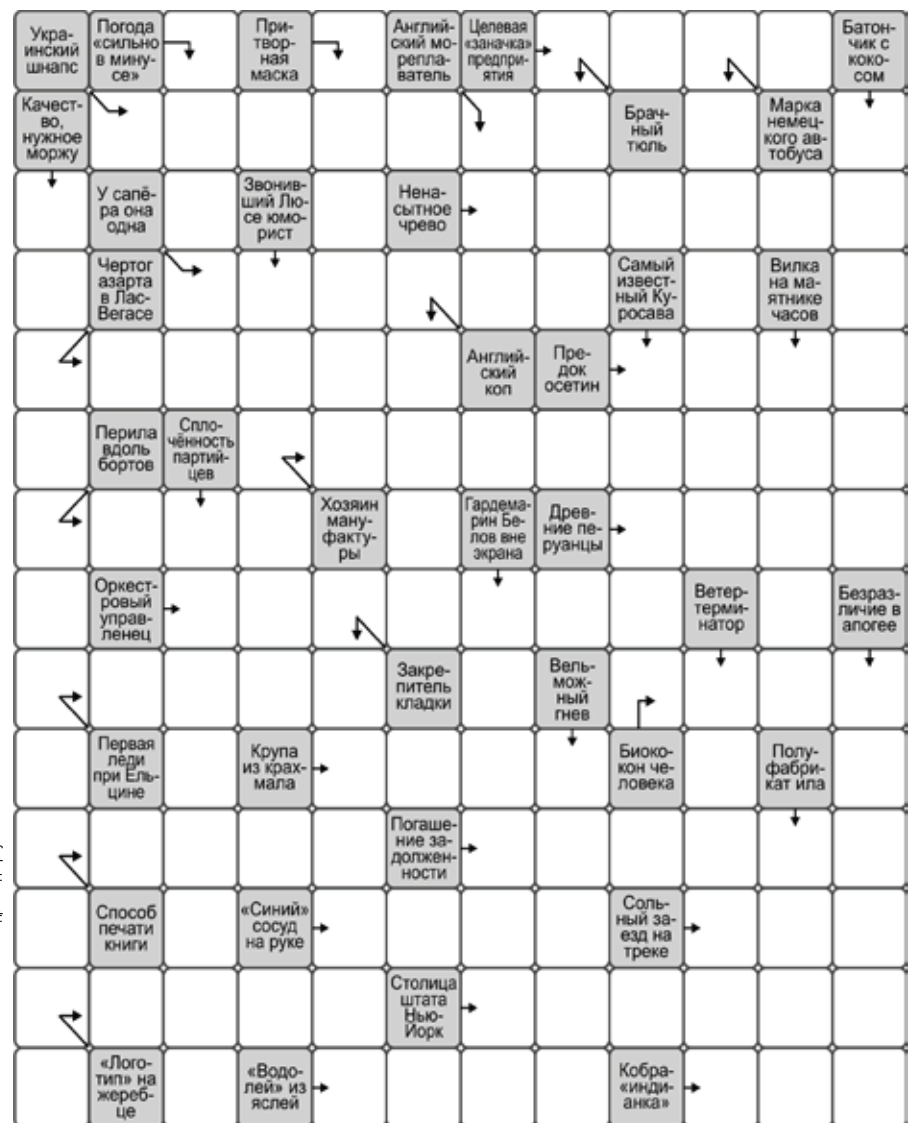 Укра-
инский
шнапс
Погода
«сильно
в мину-
се»
При-
твор-
ная
маска
Англий-
ский мо-
репла-
ватель
Целевая
«заначка»
предпри-
ятия
Батон-
чик с
коко-
сом
Качест-
во,
нужное
моржу
Брач-
ный
тюль
Марка
немец-
кого ав-
тобуса
У сапё-
ра она
одна
Звонив-
ший Лю-
се юмо-
рист
Нена-
сытное
чрево
Чертог
азарта
в Лас-
Вегасе
Самый
извест-
ный Ку-
росава
Вилка
на ма-
ятнике
часов
Англий-
ский
коп
Пре-
док
осетин
Перила
вдоль
бортов
Спло-
чённость
партий-
цев
Хозяин
ману-
факту-
ры
Гардема-
рин Бе-
лов вне
экрана
Древ-
ние пе-
руанцы
Оркест-
ровый
управ-
ленец
Ветер-
терми-
натор
Безраз-
личие в
апогее
Закре-
питель
кладки
Вель-
мож-
ный
гнев
Первая
леди
при Ель-
цине
Крупа
из крах-
мала
Биоко-
кон че-
ловека
Полу-
фабри-
кат ила
Погаше-
ние за-
должен-
ности
Способ
печати
книги
«Синий»
сосуд
на руке
Соль-
ный за-
езд на
треке
Столица
штата
Нью-
Йорк
«Лого-
тип» на
жереб-
це
«Водо-
лей» из
яслей
Кобра-
«инди-
анка»